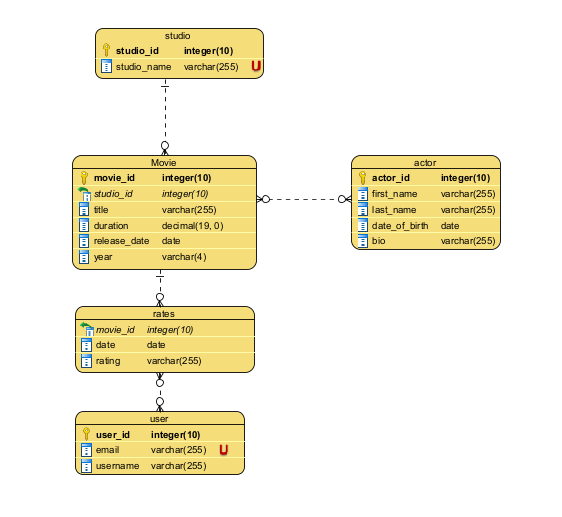 studio
studio_id integer(10)
studio_name varchar(255) U
Movie
movie_id integer(10)
studio_id integer(10)
title varchar(255)
duration decimal(19, 0)
release_date date
year varchar(4)
actor
actor_id integer(10)
first_name varchar(255)
last_name varchar(255)
date_of_birth date
bio varchar(255)
rates
movie_id integer(10)
date date
rating varchar(255)
user
user_id integer(10)
email varchar(255) U
username varchar(255)